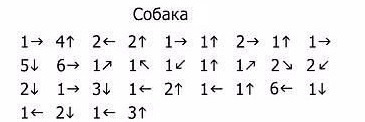 Собака
1→ 4↑ 2← 2↑ 1→ 1↑ 2→ 1↑ 1→
5↓ 6→ 1↗ 1↖ 1↙ 1↑ 1↗ 2↘ 2↙
2↓ 1→ 3↓ 1← 2↑ 1← 1↑ 6← 1↓
1← 2↓ 1← 3↑